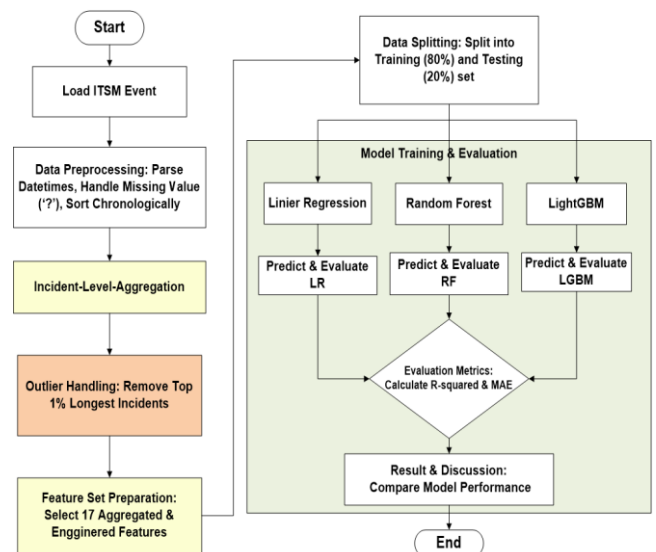 Start
Load ITSM Event
Data Preprocessing: Parse
Datetimes, Handle Missing Value
(‘?’), Sort Chronologically
Incident-Level-Aggregation
Outlier Handling: Remove Top
1% Longest Incidents
Feature Set Preparation:
Select 17 Aggregated &
Engginered Features
Data Splitting: Split into
Training (80%) and Testing
(20%) set
Model Training & Evaluation
Linier Regression
Random Forest
LightGBM
Predict & Evaluate
LR
Predict & Evaluate
RF
Predict & Evaluate
LGBM
Evaluation Metrics:
Calculate R-squared & MAE
Result & Discussion:
Compare Model Performance
End